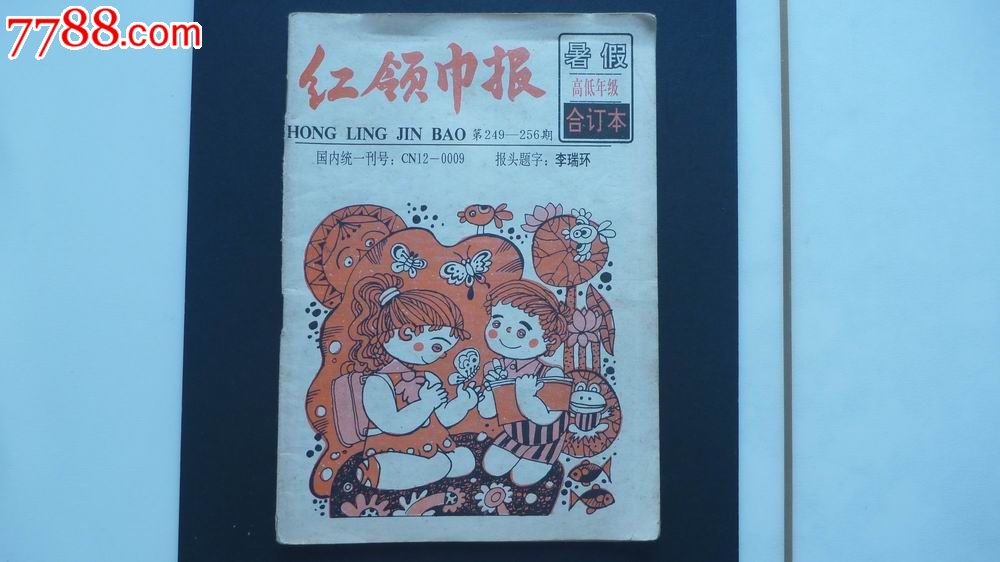 7788.com
红领巾报
暑假
高低年级
合订本
HONG LING JIN BAO 第249—256期
国内统一刊号：CN12－0009 报头题字：李瑞环